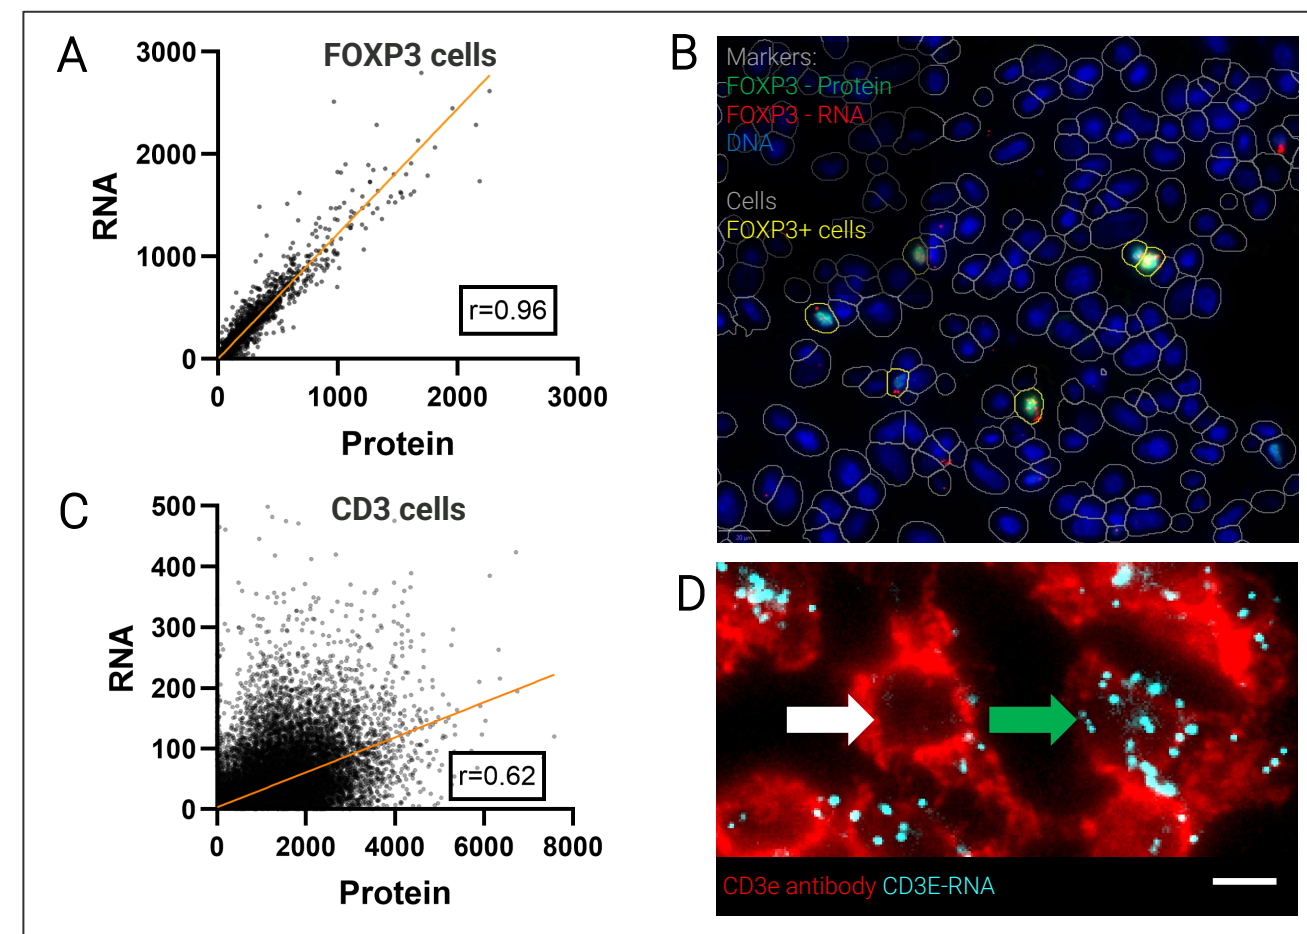 A
FOXP3 cells
3000
2000
1000
0
RNA
r=0.96
0 1000 2000 3000
Protein
B
Markers:
FOXP3 - Protein
FOXP3 - RNA
DNA
Cells
FOXP3+ cells
20 µm
C
CD3 cells
500
400
300
200
100
0
RNA
r=0.62
0 2000 4000 6000 8000
Protein
D
CD3e antibody CD3E-RNA